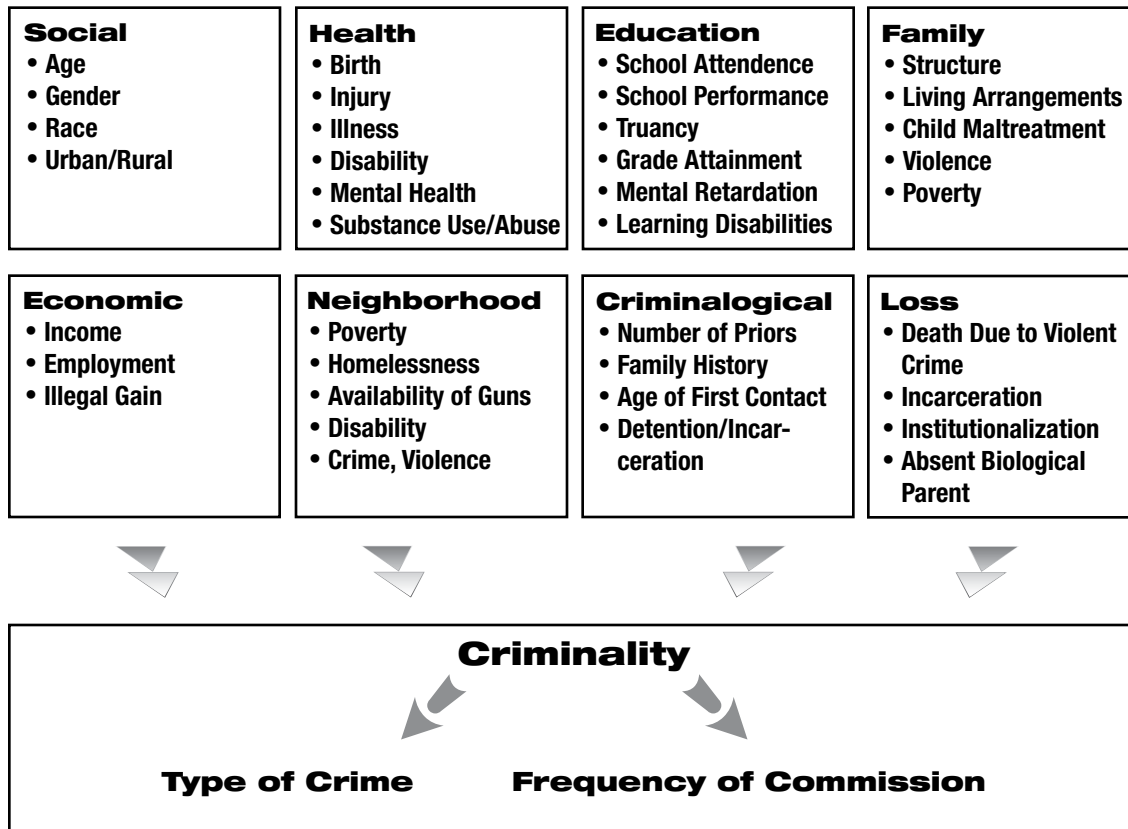 Social
• Age
• Gender
• Race
• Urban/Rural
Health
• Birth
• Injury
• Illness
• Disability
• Mental Health
• Substance Use/Abuse
Education
• School Attendence
• School Performance
• Truancy
• Grade Attainment
• Mental Retardation
• Learning Disabilities
Family
• Structure
• Living Arrangements
• Child Maltreatment
• Violence
• Poverty
Economic
• Income
• Employment
• Illegal Gain
Neighborhood
• Poverty
• Homelessness
• Availability of Guns
• Disability
• Crime, Violence
Criminalogical
• Number of Priors
• Family History
• Age of First Contact
• Detention/Incar-
ceration
Loss
• Death Due to Violent
Crime
• Incarceration
• Institutionalization
• Absent Biological
Parent
Criminality
Type of Crime
Frequency of Commission